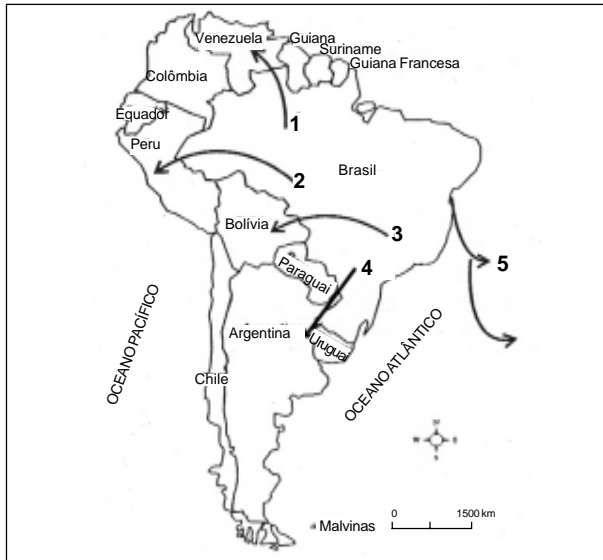 Venezuela
Guiana
Suriname
Guiana Francesa
Colômbia
Equador
Peru
1
2
Brasil
Bolívia
3
4
5
Paraguai
Argentina
Uruguai
Chile
OCEANO PACÍFICO
OCEANO ATLÂNTICO
W
E
S
0
1500 km
Malvinas